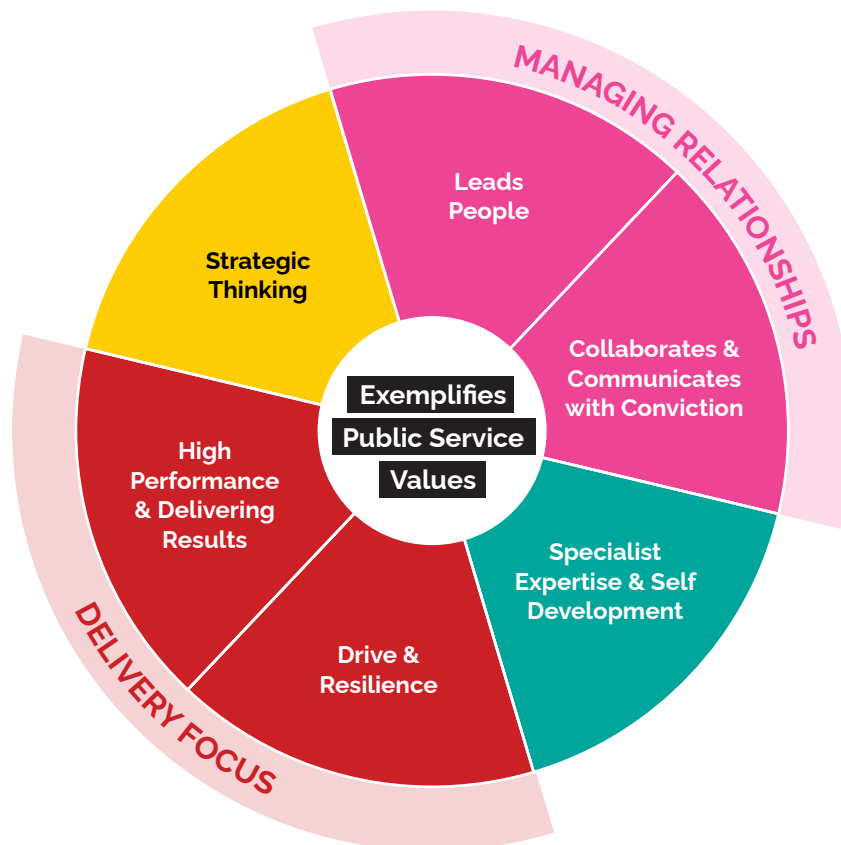 MANAGING RELATIONSHIPS
Leads
People
Strategic
Thinking
Collaborates &
Communicates
with Conviction
Exemplifies
Public Service
Values
High
Performance
& Delivering
Results
Specialist
Expertise & Self
Development
Drive &
Resilience
DELIVERY FOCUS